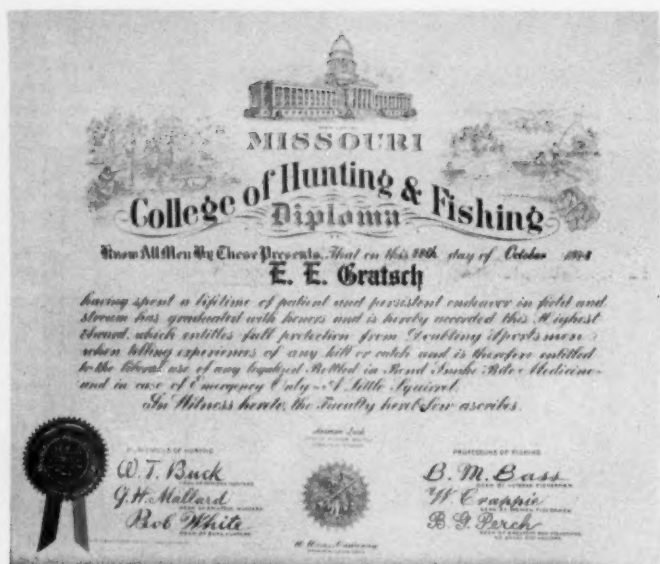 MISSOURI
College of Hunting & Fishing
Diploma
Know All Men By These Presents, That on this day of October
E. E. Gratsch
having spent a lifetime of patient and persistent endeavor in field and
stream has graduated with honors and is hereby accorded this Highest
Award, which entitles full protection from Doubting Sportsmen
when telling experiences of any kill or catch and is therefore entitled
to the liberal use of any legalized Bottled in Bond Snake Bite Medicine
and in case of Emergency Only - A Little Squirrel.
In Witness hereto, the Faculty herebelow ascribes.
OF HUNTING
W. T. Buck
G. H. Mallard
Bob White
PROFESSORS OF FISHING
B. M. Bass
W. Crappie
B. G. Perch